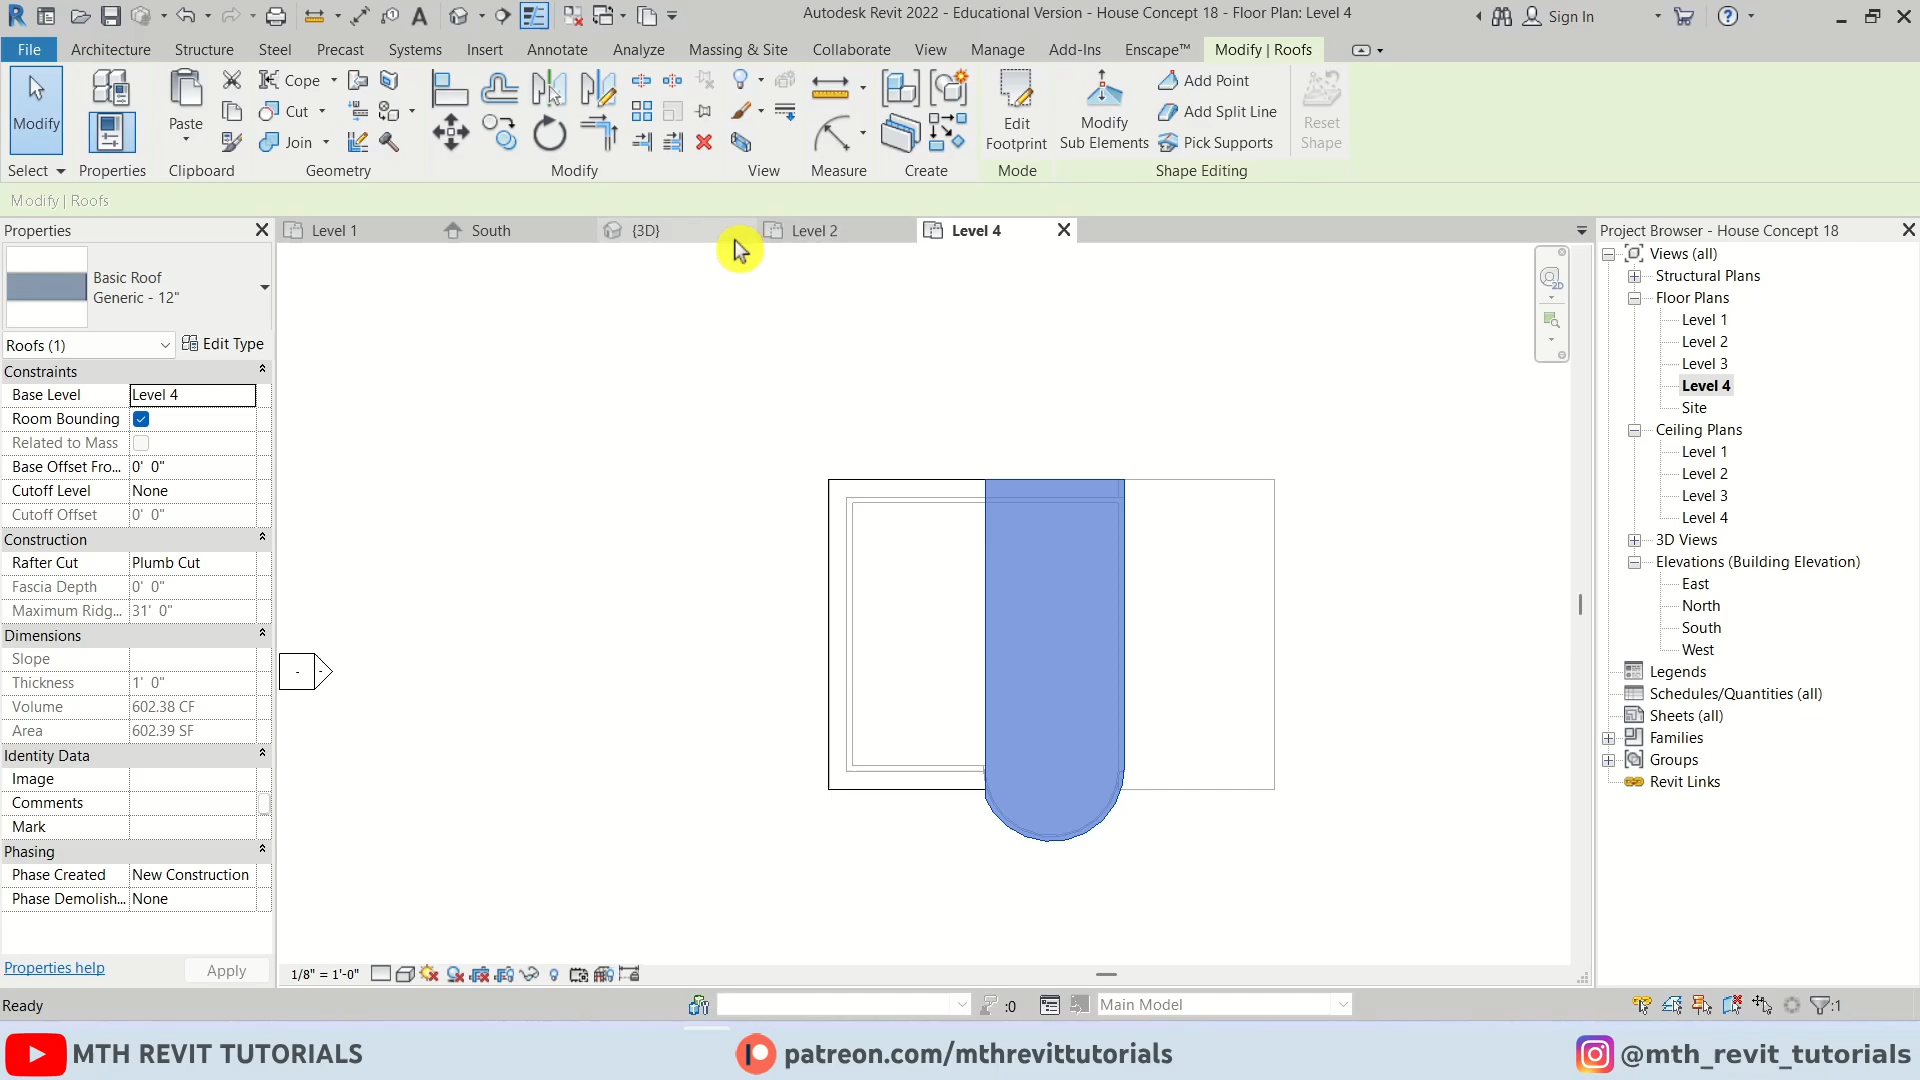 Autodesk Revit 2022 - Educational Version - House Concept 18 - Floor Plan: Level 4
Sign In
File Architecture Structure Steel Precast Systems Insert Annotate Analyze Massing & Site Collaborate View Manage Add-Ins Enscape™ Modify | Roofs
Modify
Paste
Cope
Cut
Join
Edit Footprint
Modify Sub Elements
Add Point
Add Split Line
Pick Supports
Reset Shape
Select Properties Clipboard Geometry Modify View Measure Create Mode Shape Editing
Modify | Roofs
Properties
Level 1 South {3D} Level 2 Level 4
Project Browser - House Concept 18
Basic Roof
Generic - 12"
Roofs (1) Edit Type
Constraints
Base Level Level 4
Room Bounding
Related to Mass
Base Offset Fro... 0' 0"
Cutoff Level None
Cutoff Offset 0' 0"
Construction
Rafter Cut Plumb Cut
Fascia Depth 0' 0"
Maximum Ridg... 31' 0"
Dimensions
Slope
Thickness 1' 0"
Volume 602.38 CF
Area 602.39 SF
Identity Data
Image
Comments
Mark
Phasing
Phase Created New Construction
Phase Demolish... None
Properties help Apply
2D
Views (all)
Structural Plans
Floor Plans
Level 1
Level 2
Level 3
Level 4
Site
Ceiling Plans
Level 1
Level 2
Level 3
Level 4
3D Views
Elevations (Building Elevation)
East
North
South
West
Legends
Schedules/Quantities (all)
Sheets (all)
Families
Groups
Revit Links
1/8" = 1'-0"
Ready :0 Main Model :1
MTH REVIT TUTORIALS patreon.com/mthrevittutorials @mth_revit_tutorials